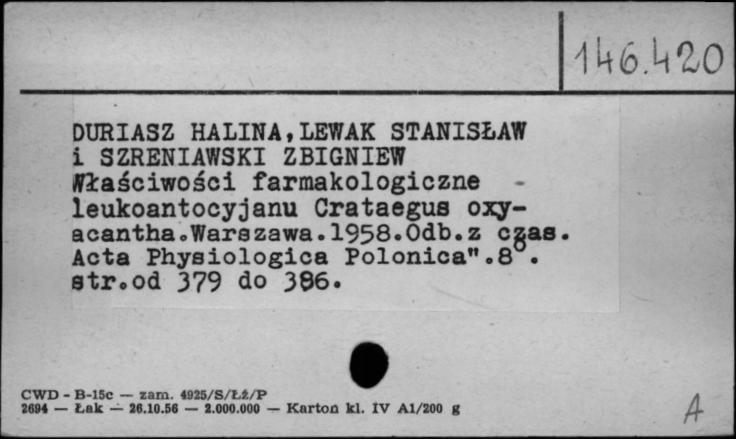 146.420
DURIASZ HALINA,LEWAK STANISŁAW
i SZRENIAWSKI ZBIGNIEW
Właściwości farmakologiczne -
leukoantocyjanu Crataegus oxy-
acantha.Warszawa.1958.Odb.z czas.
Acta Physiologica Polonica".8°.
str.od 379 do 386.
CWD - B-15c — zam. 4925/S/ŁŻ/P
2694 — Łak — 26.10.56 — 2.000.000 — Karton kl. IV A1/200 g
A